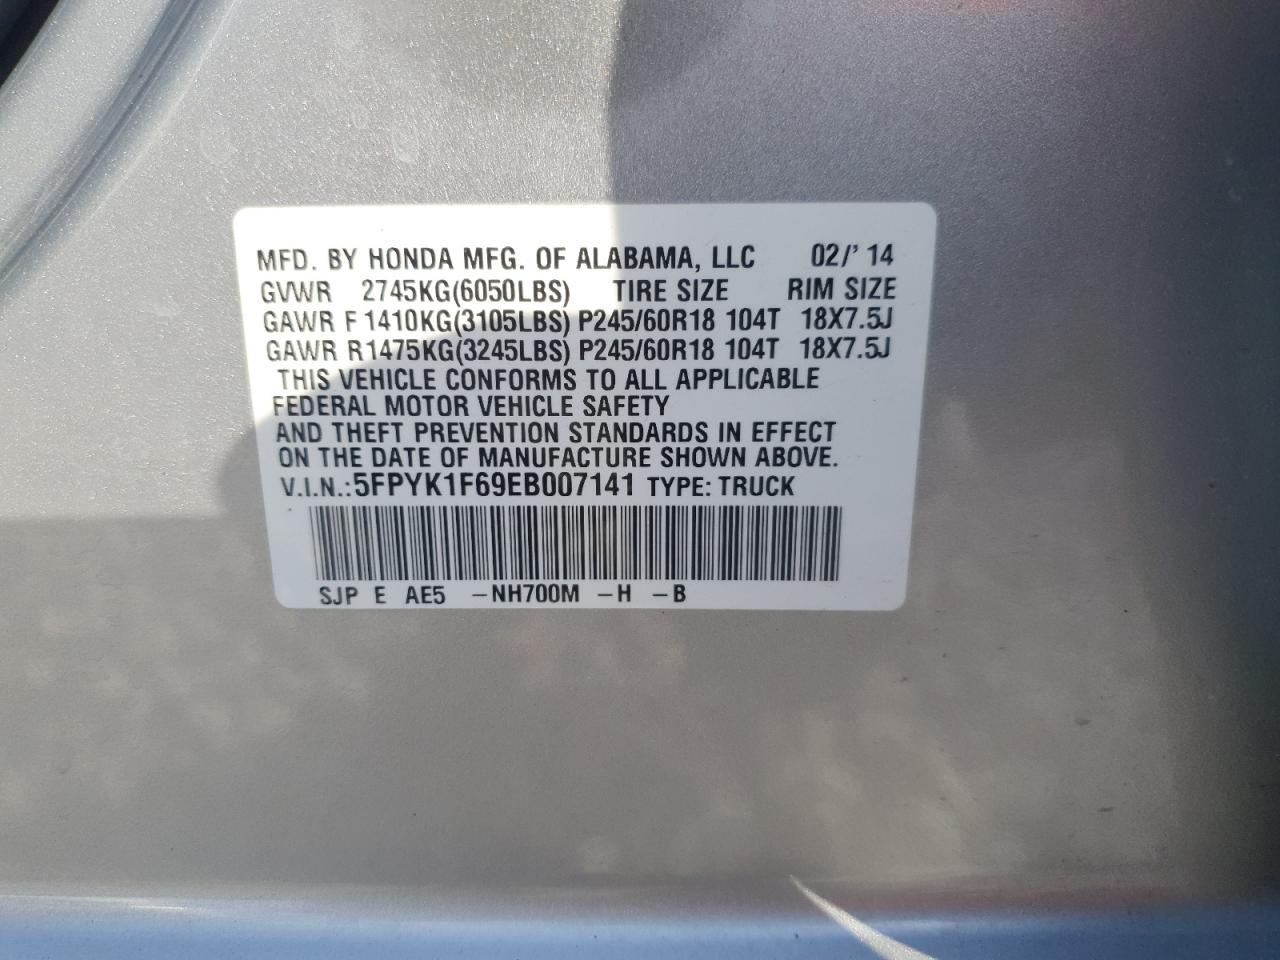 MFD. BY HONDA MFG. OF ALABAMA, LLC 02/' 14
GVWR 2745KG(6050LBS) TIRE SIZE RIM SIZE
GAWR F 1410KG(3105LBS) P245/60R18 104T 18X7.5J
GAWR R1475KG(3245LBS) P245/60R18 104T 18X7.5J
THIS VEHICLE CONFORMS TO ALL APPLICABLE
FEDERAL MOTOR VEHICLE SAFETY
AND THEFT PREVENTION STANDARDS IN EFFECT
ON THE DATE OF MANUFACTURE SHOWN ABOVE.
V.I.N.:5FPYK1F69EB007141 TYPE: TRUCK
SJP E AE5 -NH700M -H -B